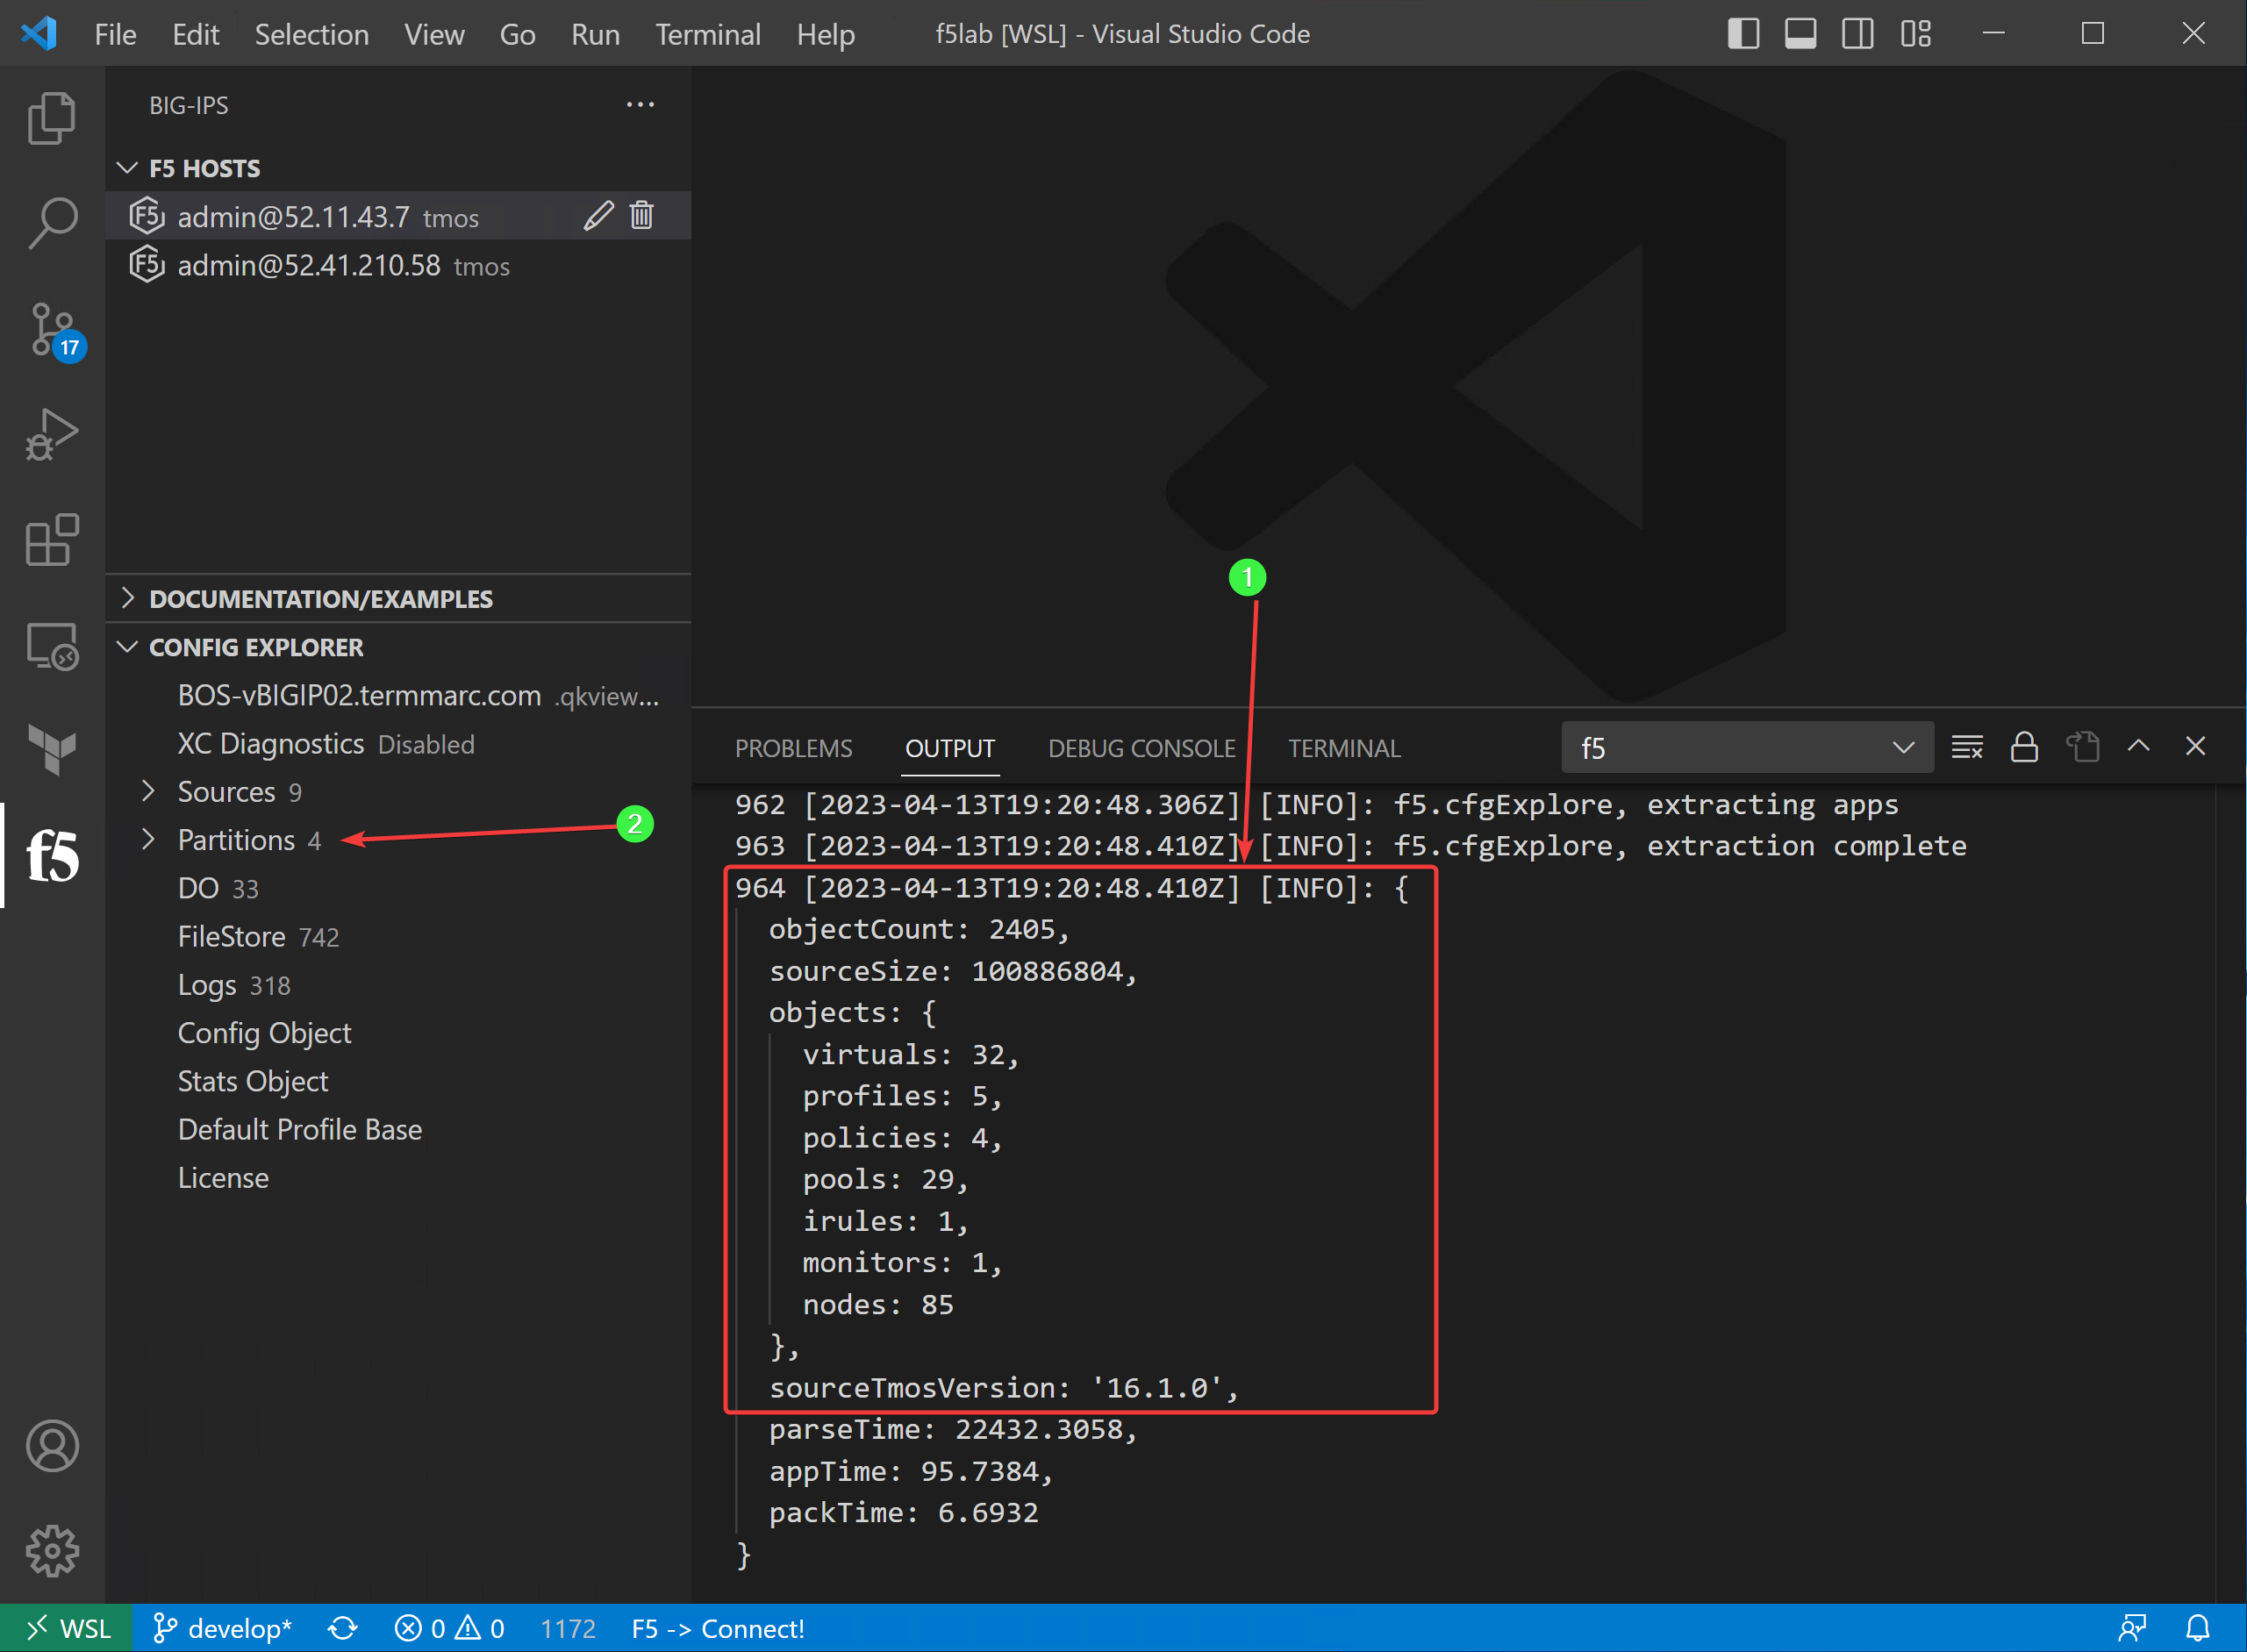 File Edit Selection View Go Run Terminal Help f5lab [WSL] - Visual Studio Code
BIG-IPS
F5 HOSTS
F5 admin@52.11.43.7 tmos
F5 admin@52.41.210.58 tmos
17
DOCUMENTATION/EXAMPLES
CONFIG EXPLORER
BOS-vBIGIP02.termmarc.com .qkview...
XC Diagnostics Disabled
Sources 9
Partitions 4
DO 33
FileStore 742
Logs 318
Config Object
Stats Object
Default Profile Base
License
f5
1
2
PROBLEMS OUTPUT DEBUG CONSOLE TERMINAL f5
962 [2023-04-13T19:20:48.306Z] [INFO]: f5.cfgExplore, extracting apps
963 [2023-04-13T19:20:48.410Z] [INFO]: f5.cfgExplore, extraction complete
964 [2023-04-13T19:20:48.410Z] [INFO]: {
objectCount: 2405,
sourceSize: 100886804,
objects: {
virtuals: 32,
profiles: 5,
policies: 4,
pools: 29,
irules: 1,
monitors: 1,
nodes: 85
},
sourceTmosVersion: '16.1.0',
parseTime: 22432.3058,
appTime: 95.7384,
packTime: 6.6932
}
WSL develop* 0 0 1172 F5 -> Connect!